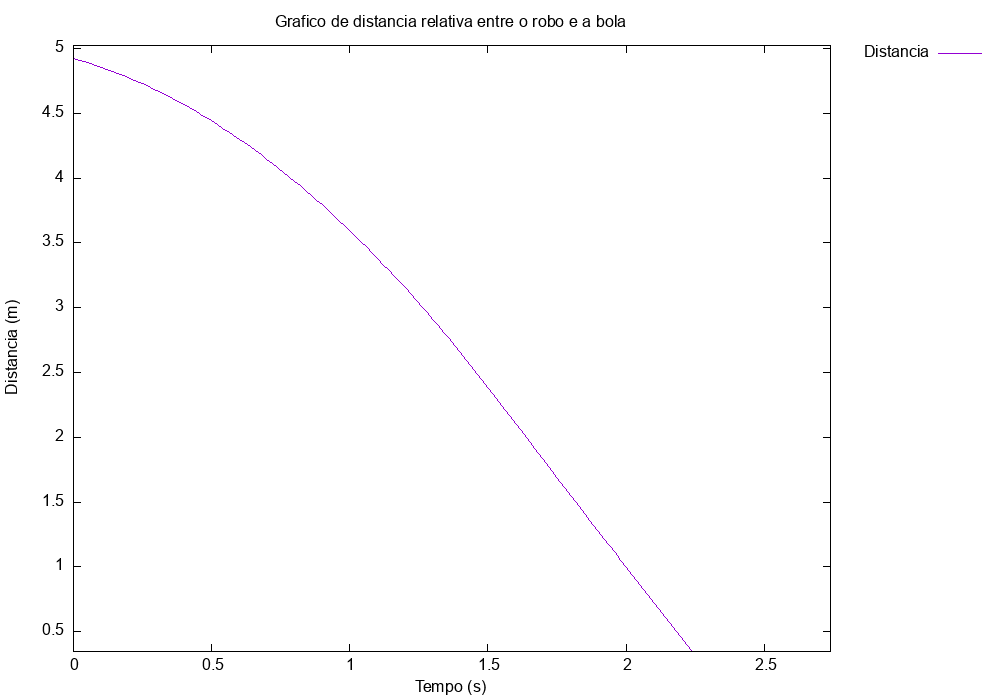 Grafico de distancia relativa entre o robo e a bola
Distancia
5
4.5
4
3.5
3
2.5
2
1.5
1
0.5
Distancia (m)
0 0.5 1 1.5 2 2.5
Tempo (s)